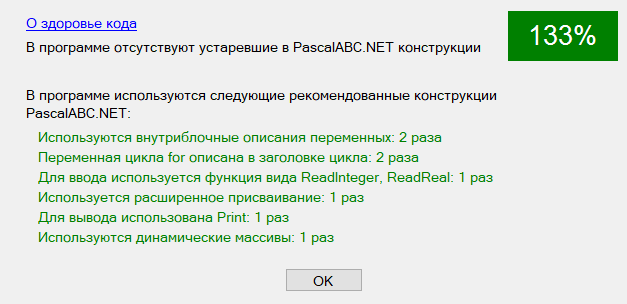 О здоровье кода
133%
В программе отсутствуют устаревшие в PascalABC.NET конструкции
В программе используются следующие рекомендованные конструкции
PascalABC.NET:
Используются внутриблочные описания переменных: 2 раза
Переменная цикла for описана в заголовке цикла: 2 раза
Для ввода используется функция вида ReadInteger, ReadReal: 1 раз
Используется расширенное присваивание: 1 раз
Для вывода использована Print: 1 раз
Используются динамические массивы: 1 раз
OK